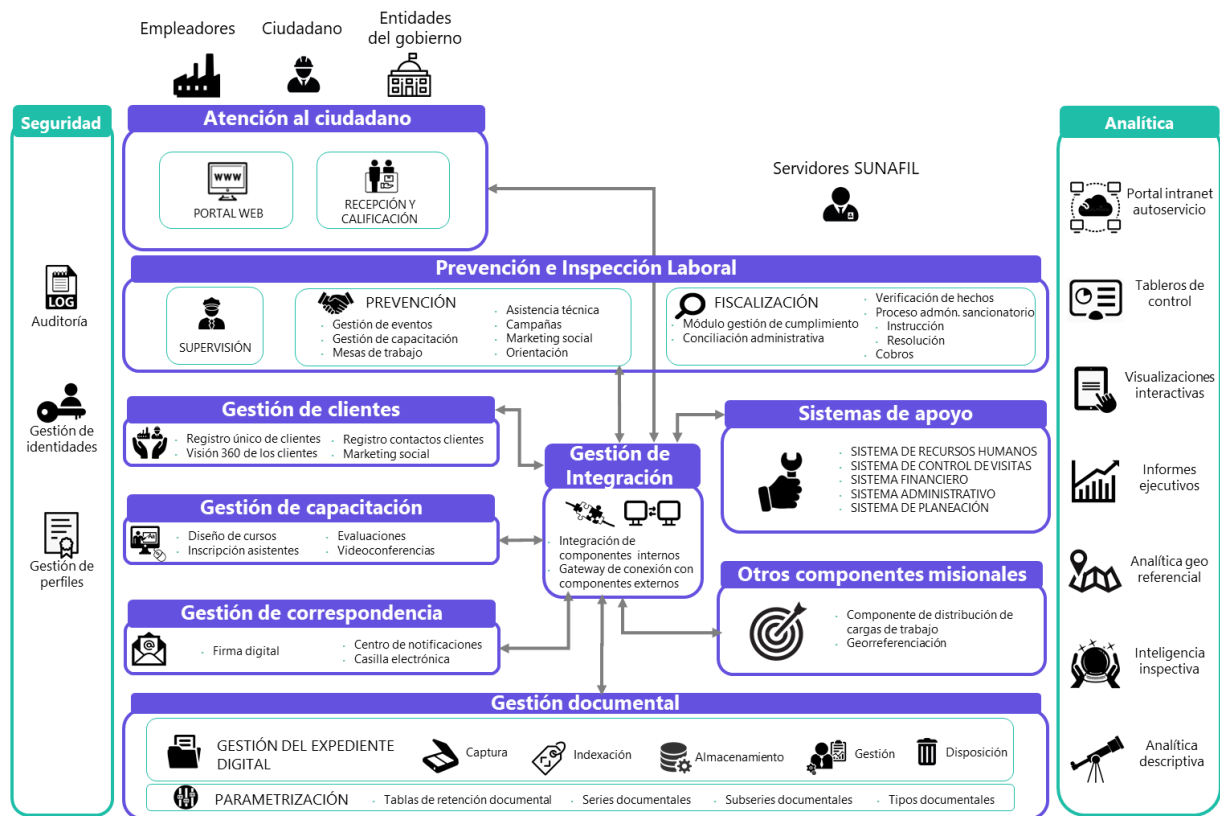 Empleadores
Ciudadano
Entidades
del gobierno
Seguridad
Auditoría
Gestión de
identidades
Gestión de
perfiles
LOG
Atención al ciudadano
www
PORTAL WEB
RECEPCIÓN Y
CALIFICACIÓN
Servidores SUNAFIL
Prevención e Inspección Laboral
SUPERVISIÓN
PREVENCIÓN
· Gestión de eventos
· Gestión de capacitación
· Mesas de trabajo
· Asistencia técnica
· Campañas
· Marketing social
· Orientación
FISCALIZACIÓN
· Módulo gestión de cumplimiento
· Conciliación administrativa
· Verificación de hechos
· Proceso admón. sancionatorio
· Instrucción
· Resolución
· Cobros
Gestión de clientes
· Registro único de clientes
· Visión 360 de los clientes
· Registro contactos clientes
· Marketing social
Gestión de capacitación
· Diseño de cursos
· Inscripción asistentes
· Evaluaciones
· Videoconferencias
Gestión de correspondencia
· Firma digital
· Centro de notificaciones
· Casilla electrónica
Gestión de
Integración
· Integración de
componentes internos
· Gateway de conexión con
componentes externos
Sistemas de apoyo
· SISTEMA DE RECURSOS HUMANOS
· SISTEMA DE CONTROL DE VISITAS
· SISTEMA FINANCIERO
· SISTEMA ADMINISTRATIVO
· SISTEMA DE PLANEACIÓN
Otros componentes misionales
· Componente de distribución de
cargas de trabajo
· Georreferenciación
Gestión documental
GESTIÓN DEL EXPEDIENTE
DIGITAL
Captura
Indexación
Almacenamiento
Gestión
Disposición
PARAMETRIZACIÓN
· Tablas de retención documental
· Series documentales
· Subseries documentales
· Tipos documentales
Analítica
Portal intranet
autoservicio
Tableros de
control
Visualizaciones
interactivas
Informes
ejecutivos
Analítica geo
referencial
Inteligencia
inspectiva
Analítica
descriptiva